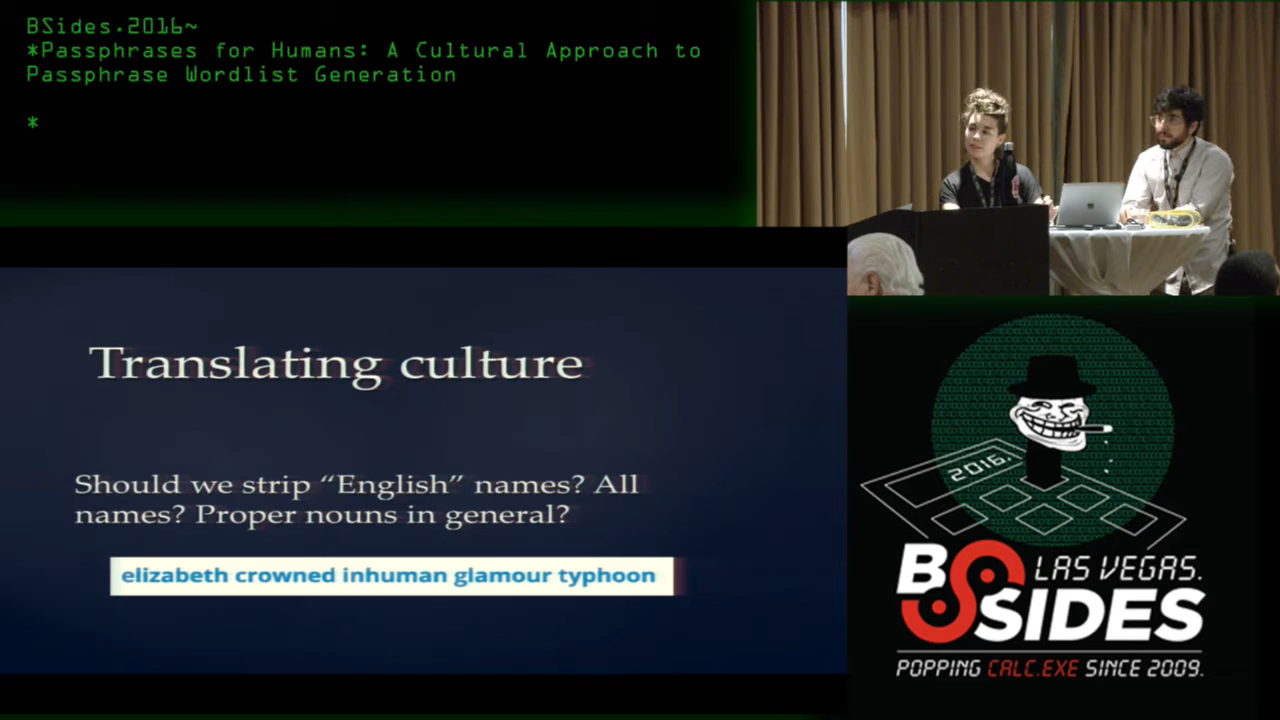 BSides.2016~
*Passphrases for Humans: A Cultural Approach to
Passphrase Wordlist Generation
*
Translating culture
Should we strip “English” names? All
names? Proper nouns in general?
elizabeth crowned inhuman glamour typhoon
2016.
BSIDES
LAS VEGAS.
POPPING CALC.EXE SINCE 2009.